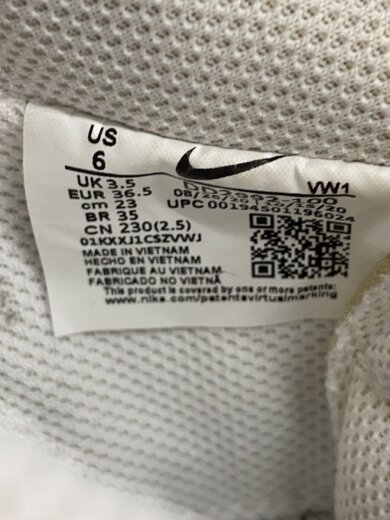 US
6
UK 3.5
EUR 36.5
cm 23
BR 35
CN 230(2.5)
VW1
01KXXJ1CSZVWJ
MADE IN VIETNAM
HECHO EN VIETNAM
FABRIQUE AU VIETNAM
FABRICADO NO VIETNÃ
This product is covered by one or more patents:
www.nike.com/patentsvirtualmarking